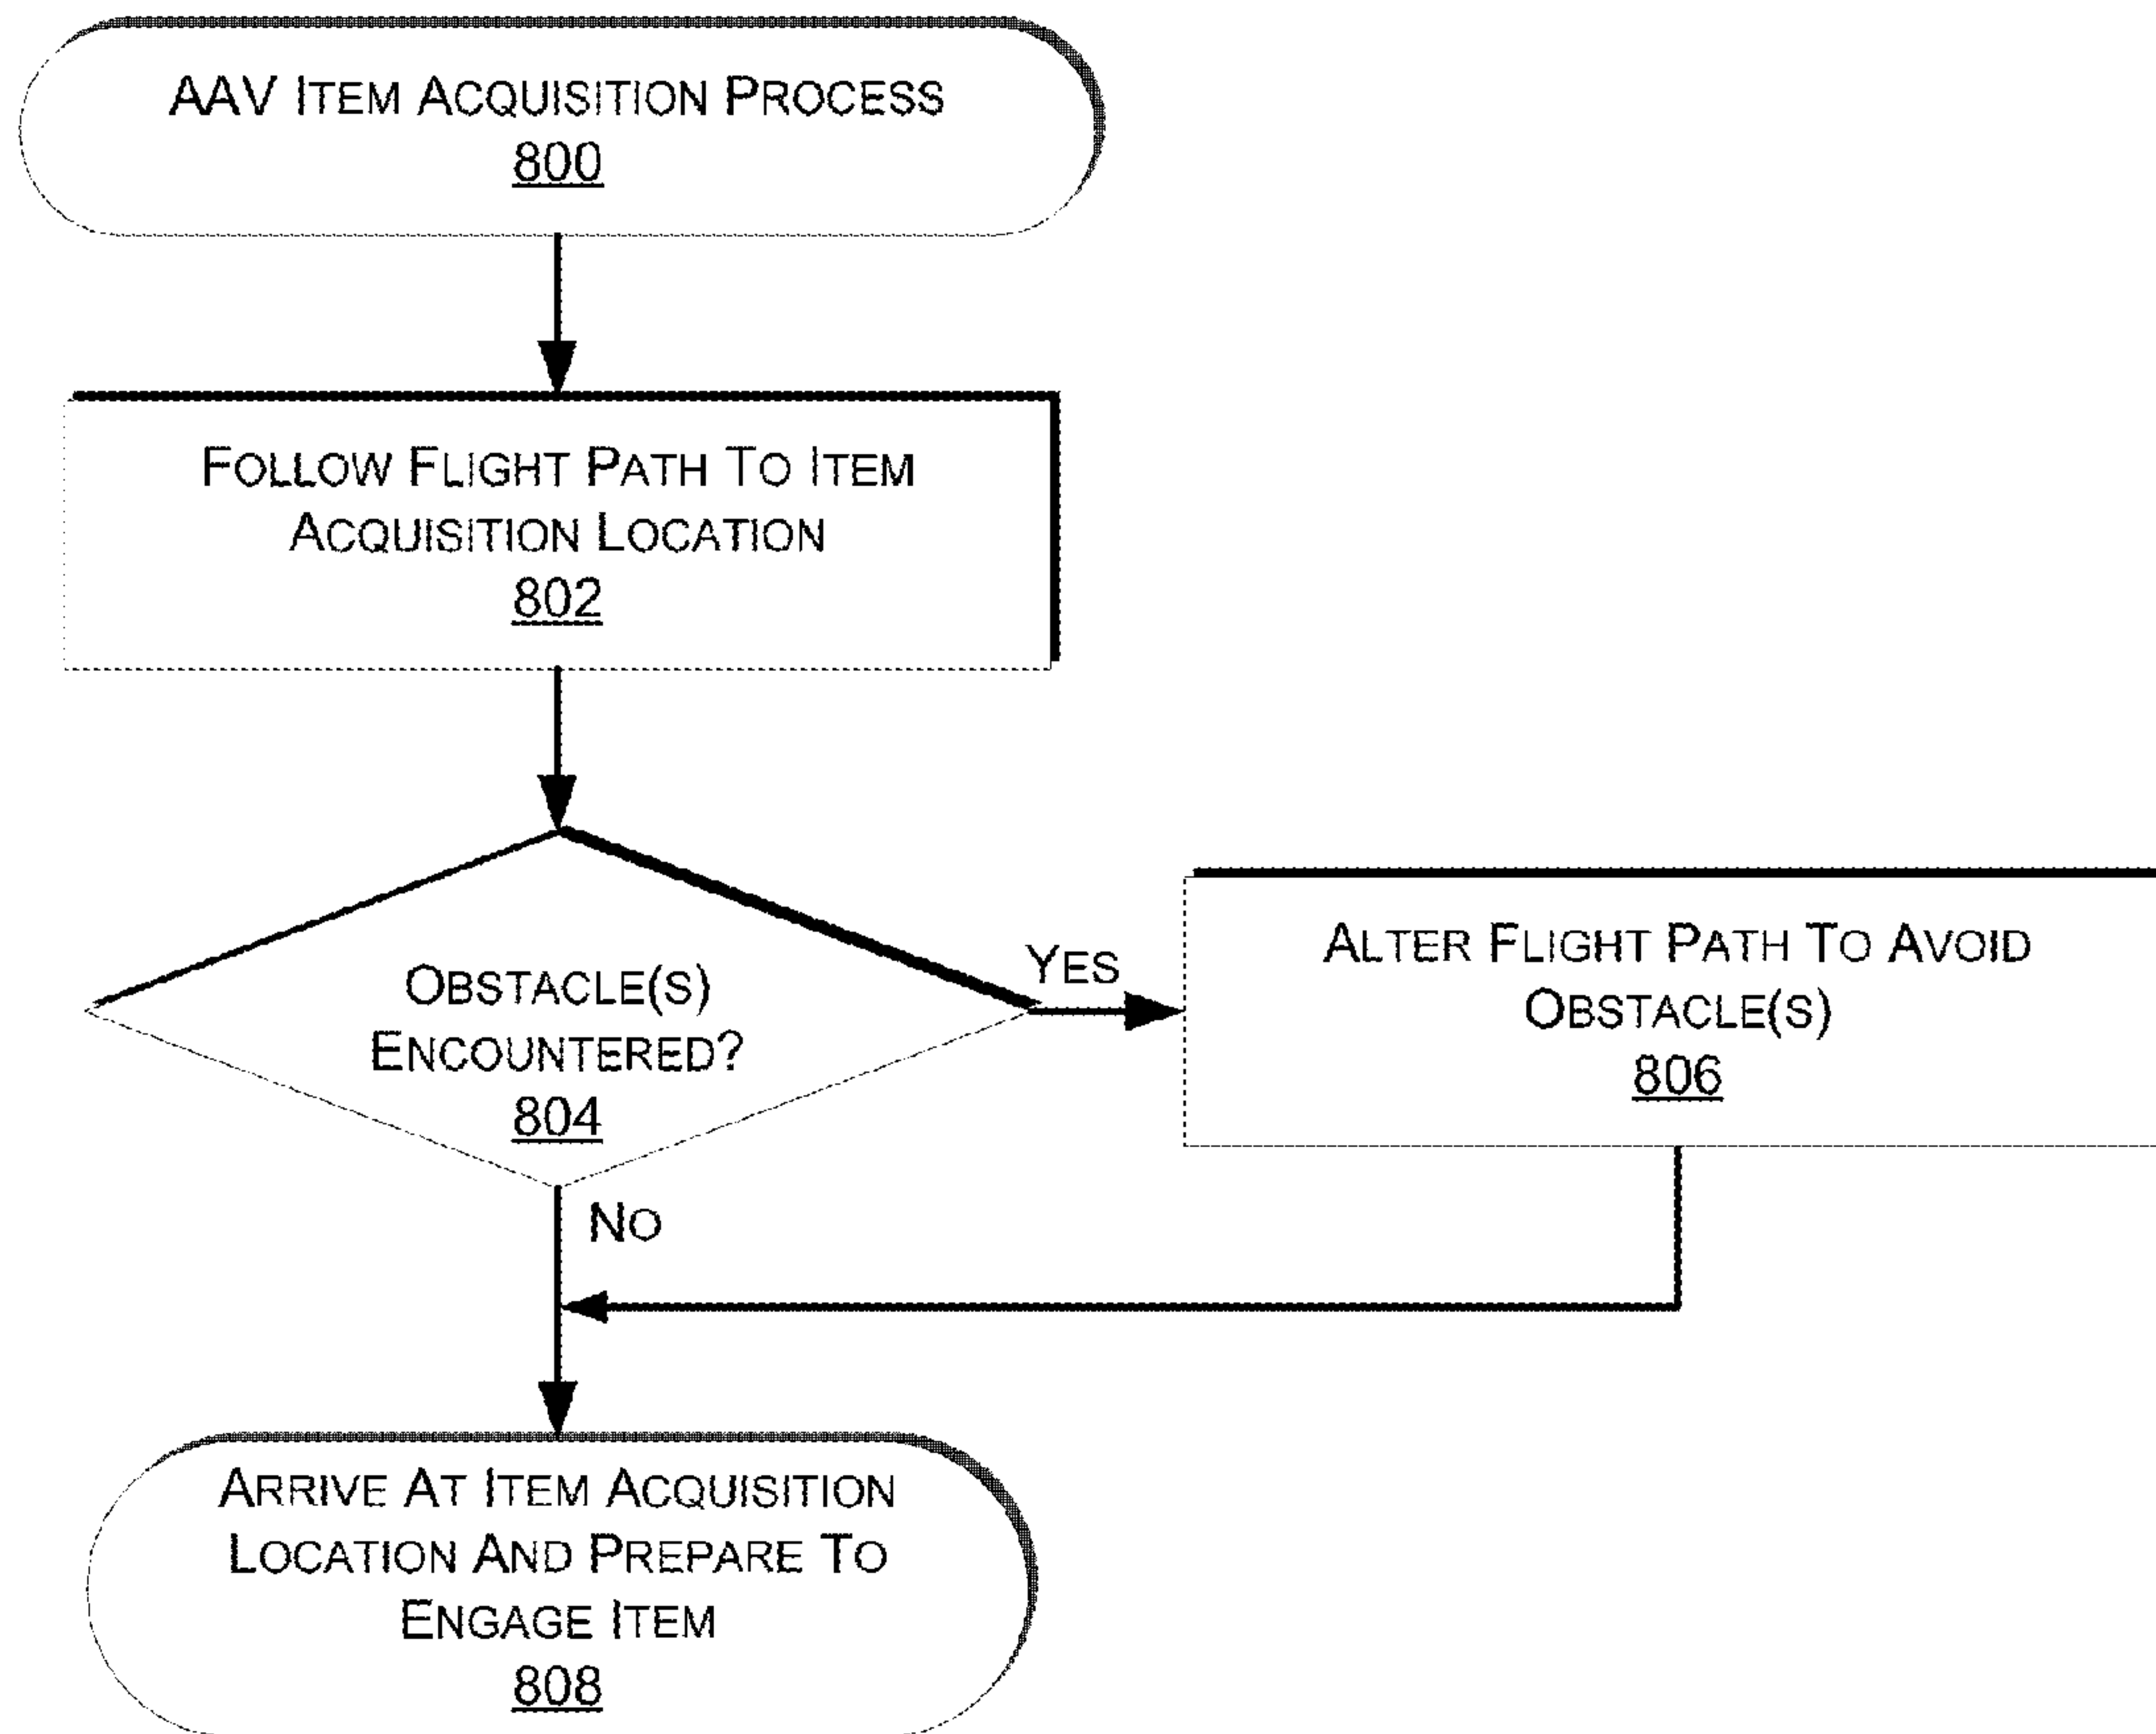 AAV ITEM ACQUISITION PROCESS
800
FOLLOW FLIGHT PATH TO ITEM
ACQUISITION LOCATION
802
OBSTACLE(S)
ENCOUNTERED?
804
YES
ALTER FLIGHT PATH TO AVOID
OBSTACLE(S)
806
NO
ARRIVE AT ITEM ACQUISITION
LOCATION AND PREPARE TO
ENGAGE ITEM
808